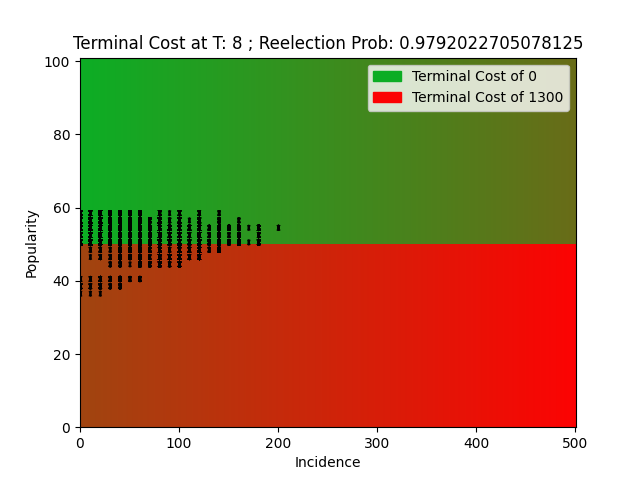 Terminal Cost at T: 8 ; Reelection Prob: 0.9792022705078125
Terminal Cost of 0
Terminal Cost of 1300
100
80
60
40
20
0
Popularity
0 100 200 300 400 500
Incidence